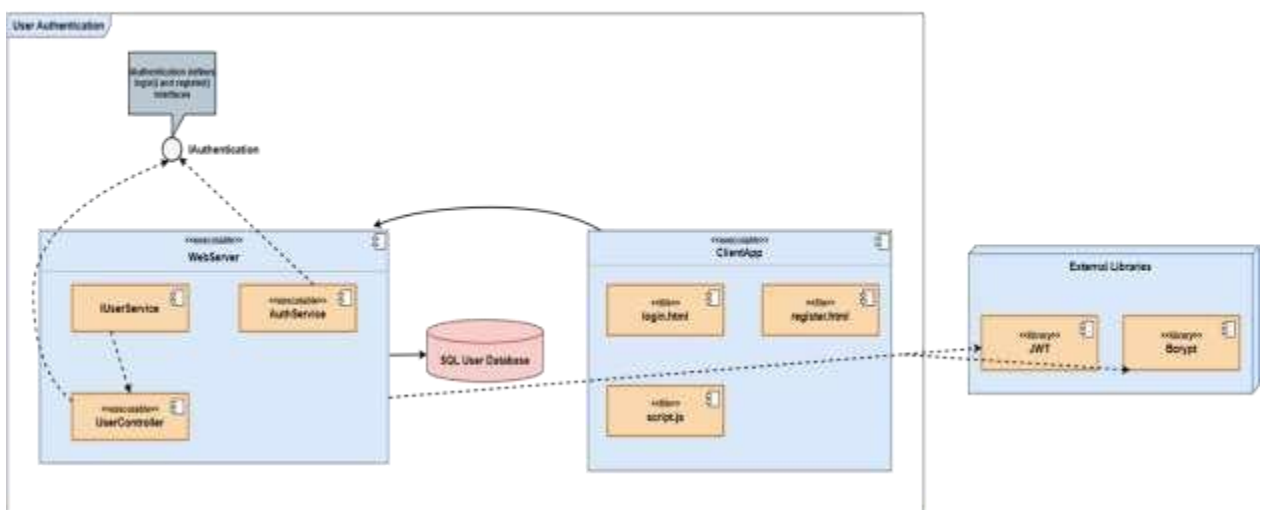 User Authentication
IAuthentication defines
login() and register()
interfaces
IAuthentication
<<executable>>
WebServer
IUserService
<<executable>>
AuthService
<<executable>>
UserController
SQL User Database
<<executable>>
ClientApp
<<file>>
login.html
<<file>>
register.html
<<file>>
script.js
External Libraries
<<library>>
JWT
<<library>>
Bcrypt